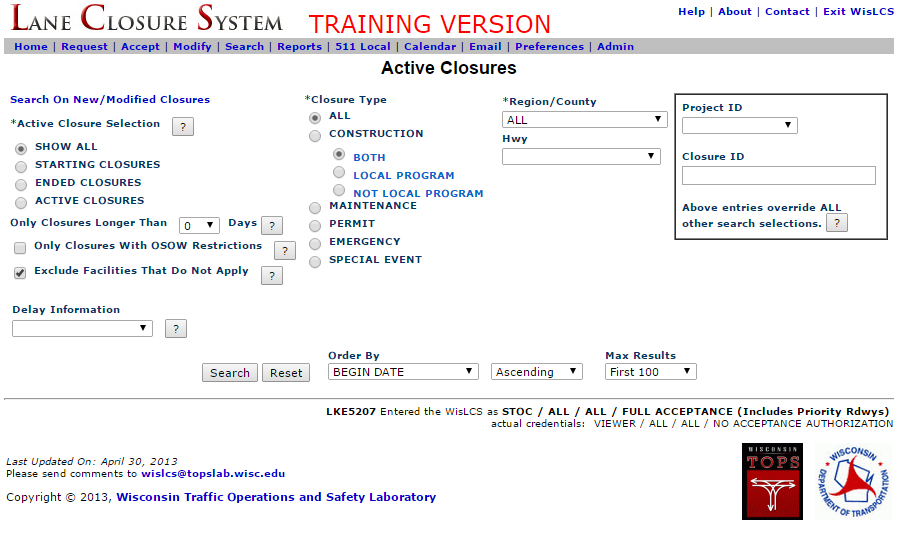 LANE CLOSURE SYSTEM TRAINING VERSION
Help | About | Contact | Exit WisLCS
Home | Request | Accept | Modify | Search | Reports | 511 Local | Calendar | Email | Preferences | Admin
Active Closures
Search On New/Modified Closures
*Active Closure Selection ?
SHOW ALL
STARTING CLOSURES
ENDED CLOSURES
ACTIVE CLOSURES
Only Closures Longer Than 0 Days ?
Only Closures With OSOW Restrictions ?
Exclude Facilities That Do Not Apply ?
Delay Information
?
*Closure Type
ALL
CONSTRUCTION
BOTH
LOCAL PROGRAM
NOT LOCAL PROGRAM
MAINTENANCE
PERMIT
EMERGENCY
SPECIAL EVENT
*Region/County
ALL
Hwy
Project ID
Closure ID
Above entries override ALL
other search selections. ?
Search Reset
Order By
BEGIN DATE Ascending
Max Results
First 100
LKE5207 Entered the WisLCS as STOC / ALL / ALL / FULL ACCEPTANCE (Includes Priority Rdwys)
actual credentials: VIEWER / ALL / ALL / NO ACCEPTANCE AUTHORIZATION
Last Updated On: April 30, 2013
Please send comments to wislcs@topslab.wisc.edu
Copyright © 2013, Wisconsin Traffic Operations and Safety Laboratory
WISCONSIN
TOPS
WISCONSIN
DEPARTMENT OF TRANSPORTATION